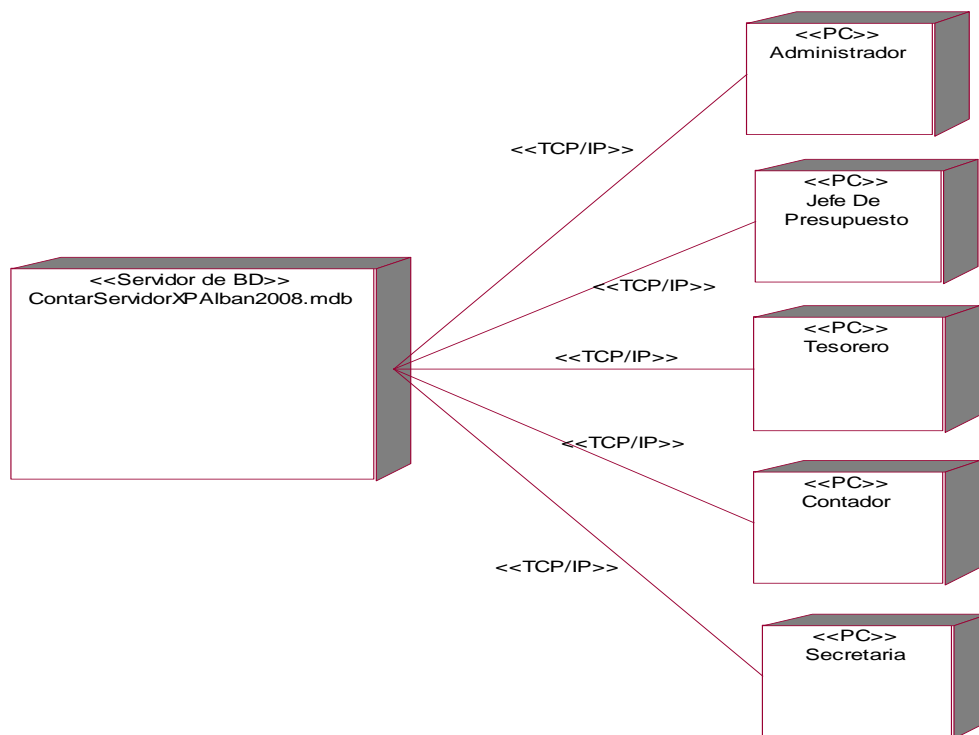 <<PC>>
Administrador
<<TCP/IP>>
<<PC>>
Jefe De
Presupuesto
<<Servidor de BD>>
ContarServidorXPAlban2008.mdb
<<TCP/IP>>
<<PC>>
Tesorero
<<TCP/IP>>
<<TCP/IP>>
<<PC>>
Contador
<<TCP/IP>>
<<PC>>
Secretaria